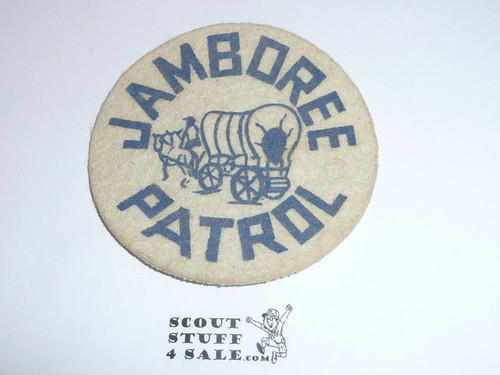 JAMBOREE
PATROL
SCOUT
STUFF
4 SALE.COM